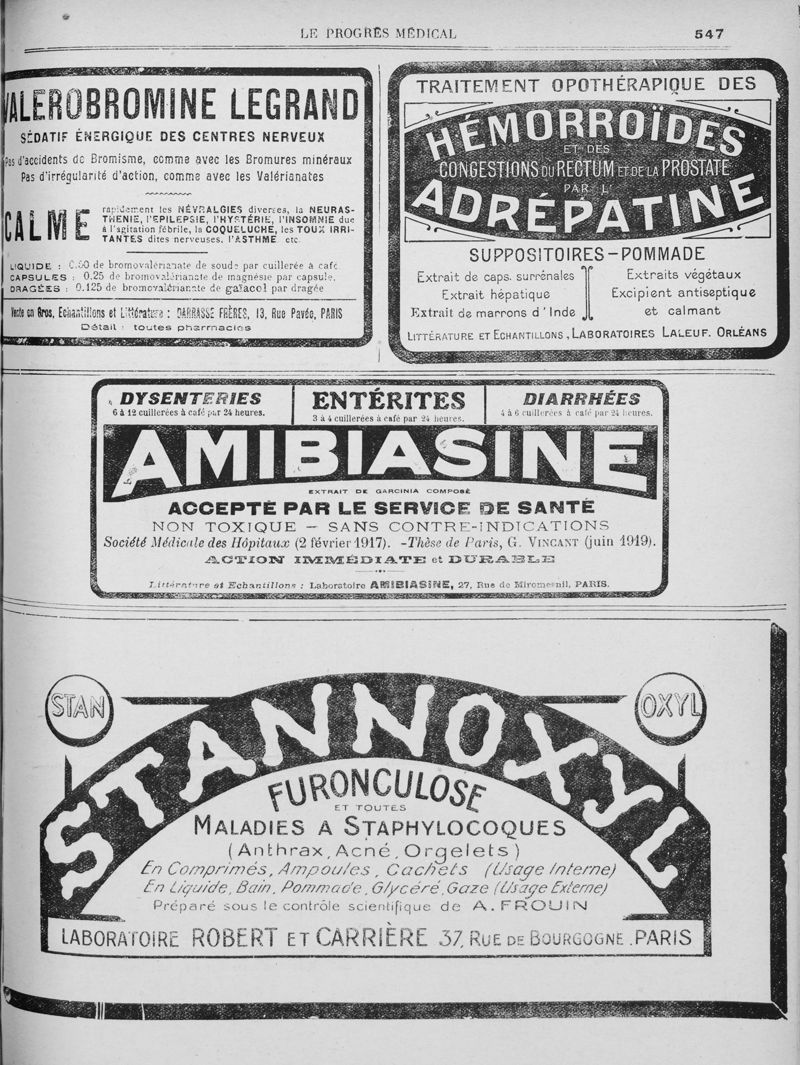 LE PROGRÈS MÉDICAL
547
VALEROBROMINE LEGRAND
SÉDATIF ÉNERGIQUE DES CENTRES NERVEUX
Pas d'accidents de Bromisme, comme avec les Bromures minéraux
Pas d'irrégularité d'action, comme avec les Valérianates
CALME
rapidement les NÉVRALGIES diverses, la NEURAS-
THENIE, l'EPILEPSIE, l'HYSTÉRIE, l'INSOMNIE due
à l'agitation fébrile, la COQUELUCHE, les TOUX IRRI-
TANTES dites nerveuses, l'ASTHME etc.
LIQUIDE : 0.50 de bromovalérianate de soude par cuillerée à café
CAPSULES : 0.25 de bromovalérianate de magnésie par capsule.
DRAGÉES : 0.125 de bromovalérianate de gaïacol par dragée
Vente en Gros, Echantillons et Littérature : DARRASSE FRÈRES, 13, Rue Pavée, PARIS
Détail : toutes pharmacies
TRAITEMENT OPOTHÉRAPIQUE DES
HÉMORROÏDES
ET DES
CONGESTIONS DU RECTUM ET DE LA PROSTATE
PAR L'
ADRÉPATINE
SUPPOSITOIRES - POMMADE
Extrait de caps. surrénales
Extrait hépatique
Extrait de marrons d'Inde
Extraits végétaux
Excipient antiseptique
et calmant
LITTÉRATURE ET ECHANTILLONS, LABORATOIRES LALEUF. ORLÉANS
DYSENTERIES
6 à 12 cuillerées à café par 24 heures.
ENTÉRITES
3 à 4 cuillerées à café par 24 heures.
DIARRHÉES
4 à 6 cuillerées à café par 24 heures.
AMIBIASINE
EXTRAIT DE GARCINIA COMPOSÉ
ACCEPTÉ PAR LE SERVICE DE SANTÉ
NON TOXIQUE — SANS CONTRE-INDICATIONS
Société Médicale des Hôpitaux (2 février 1917). -Thèse de Paris, G. VINCANT (juin 1919).
ACTION IMMÉDIATE et DURABLE
Littérature et Echantillons : Laboratoire AMIBIASINE, 27, Rue de Miromesnil, PARIS.
STAN
OXYL
STANNOXYL
FURONCULOSE
ET TOUTES
MALADIES A STAPHYLOCOQUES
(Anthrax, Acné, Orgelets)
En Comprimés, Ampoules, Cachets (Usage Interne)
En Liquide, Bain, Pommade, Glycéré, Gaze (Usage Externe)
Préparé sous le contrôle scientifique de A. FROUIN
LABORATOIRE ROBERT ET CARRIÈRE 37, RUE DE BOURGOGNE. PARIS